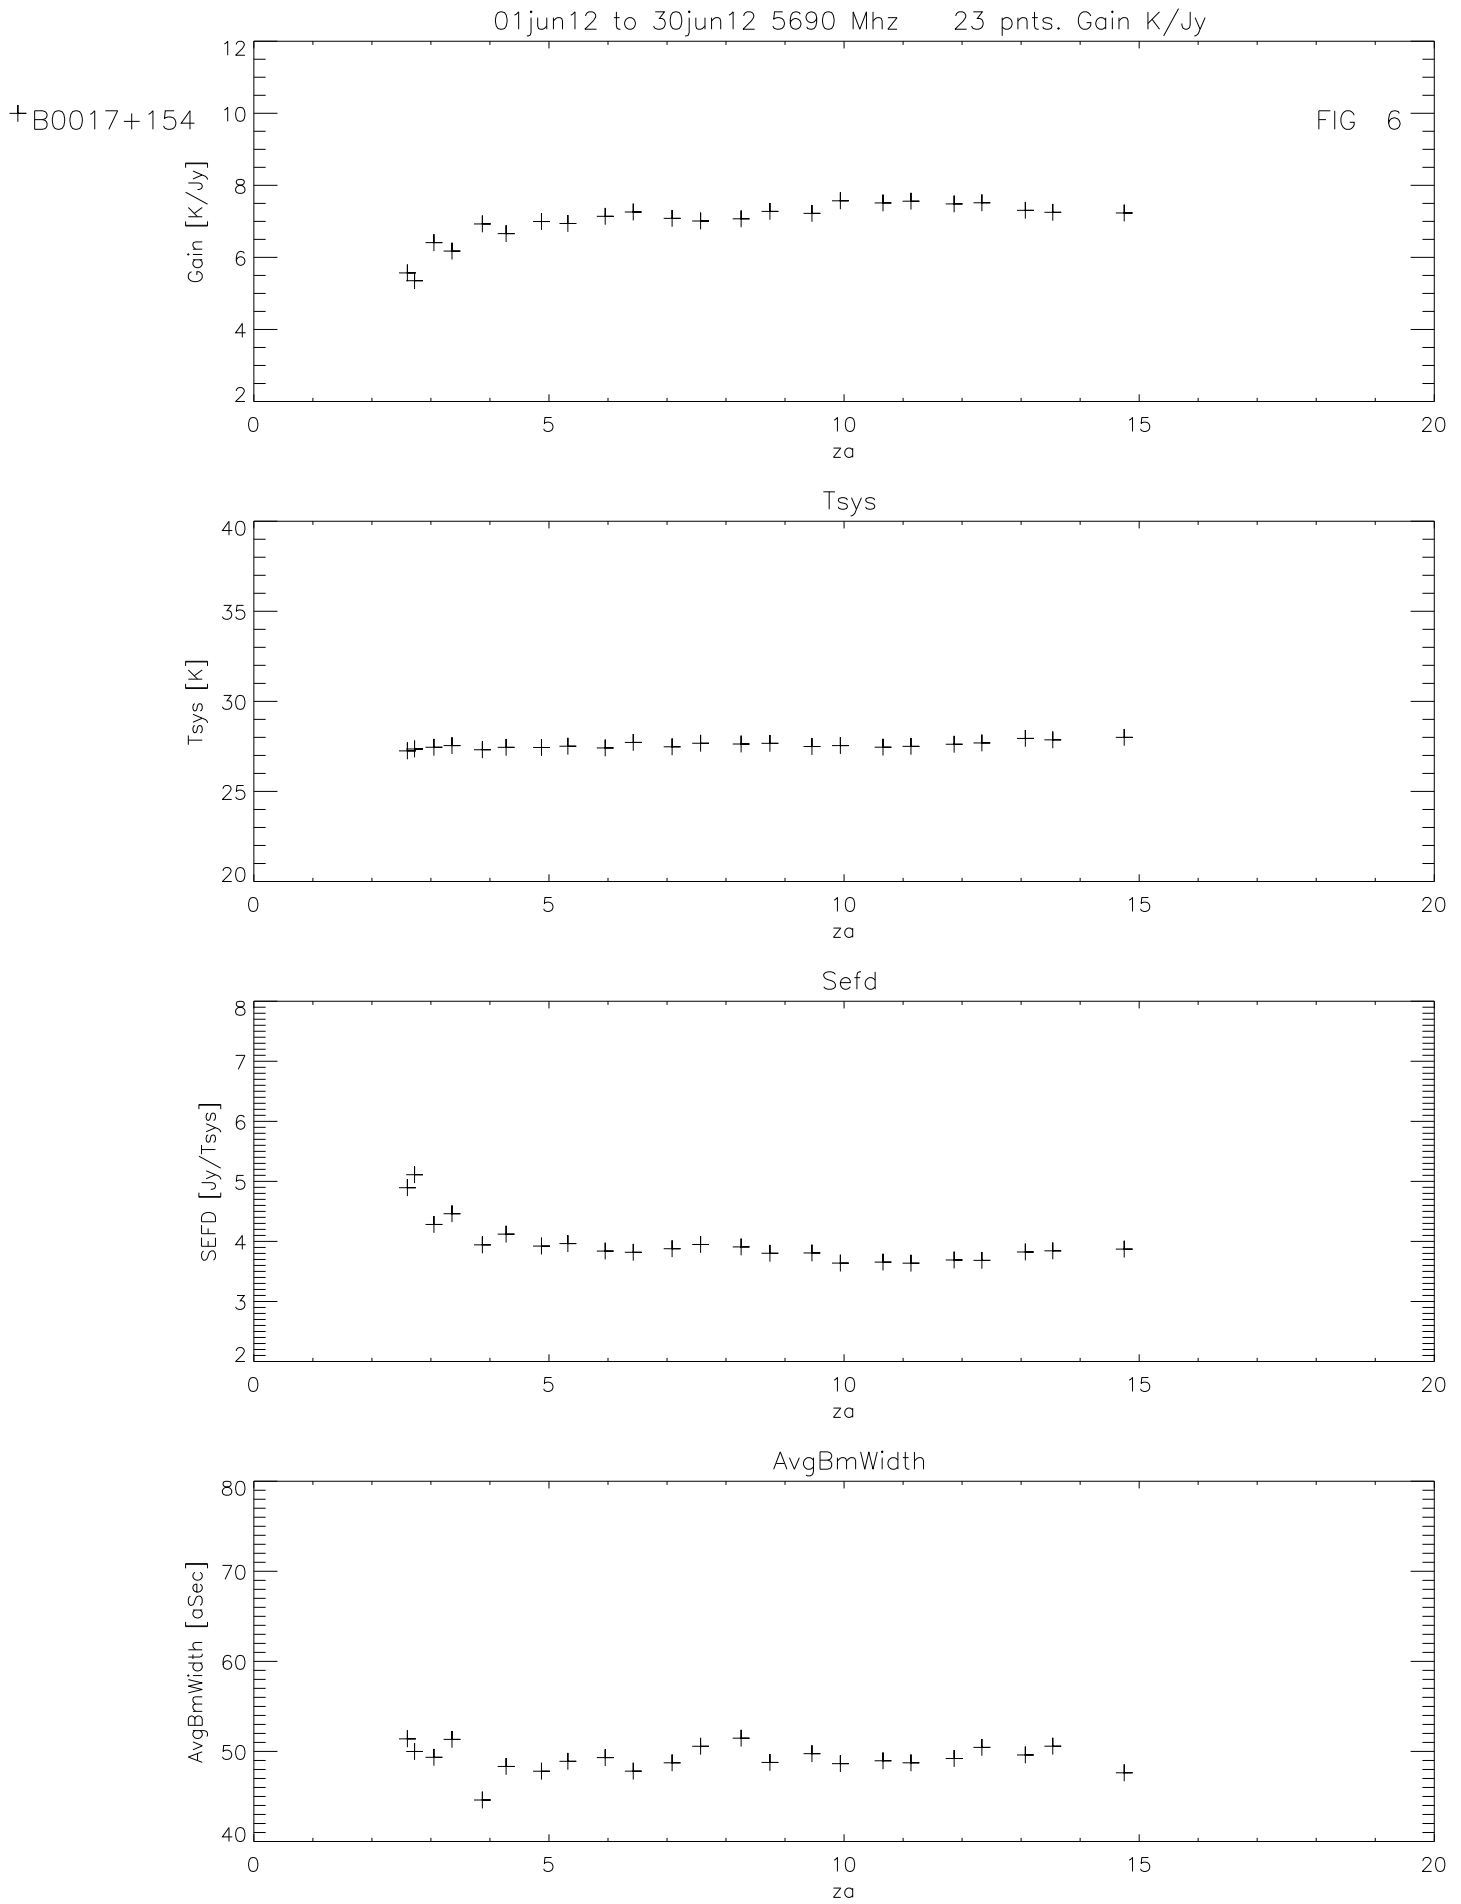 01jun12 to 30jun12 5690 Mhz 23 pnts. Gain K/Jy
+B0017+154
FIG 6
12
10
8
6
4
2
Gain [K/Jy]
0 5 10 15 20
za
Tsys
40
35
30
25
20
Tsys [K]
0 5 10 15 20
za
Sefd
8
7
6
5
4
3
2
SEFD [Jy/Tsys]
0 5 10 15 20
za
AvgBmWidth
80
70
60
50
40
AvgBmWidth [aSec]
0 5 10 15 20
za